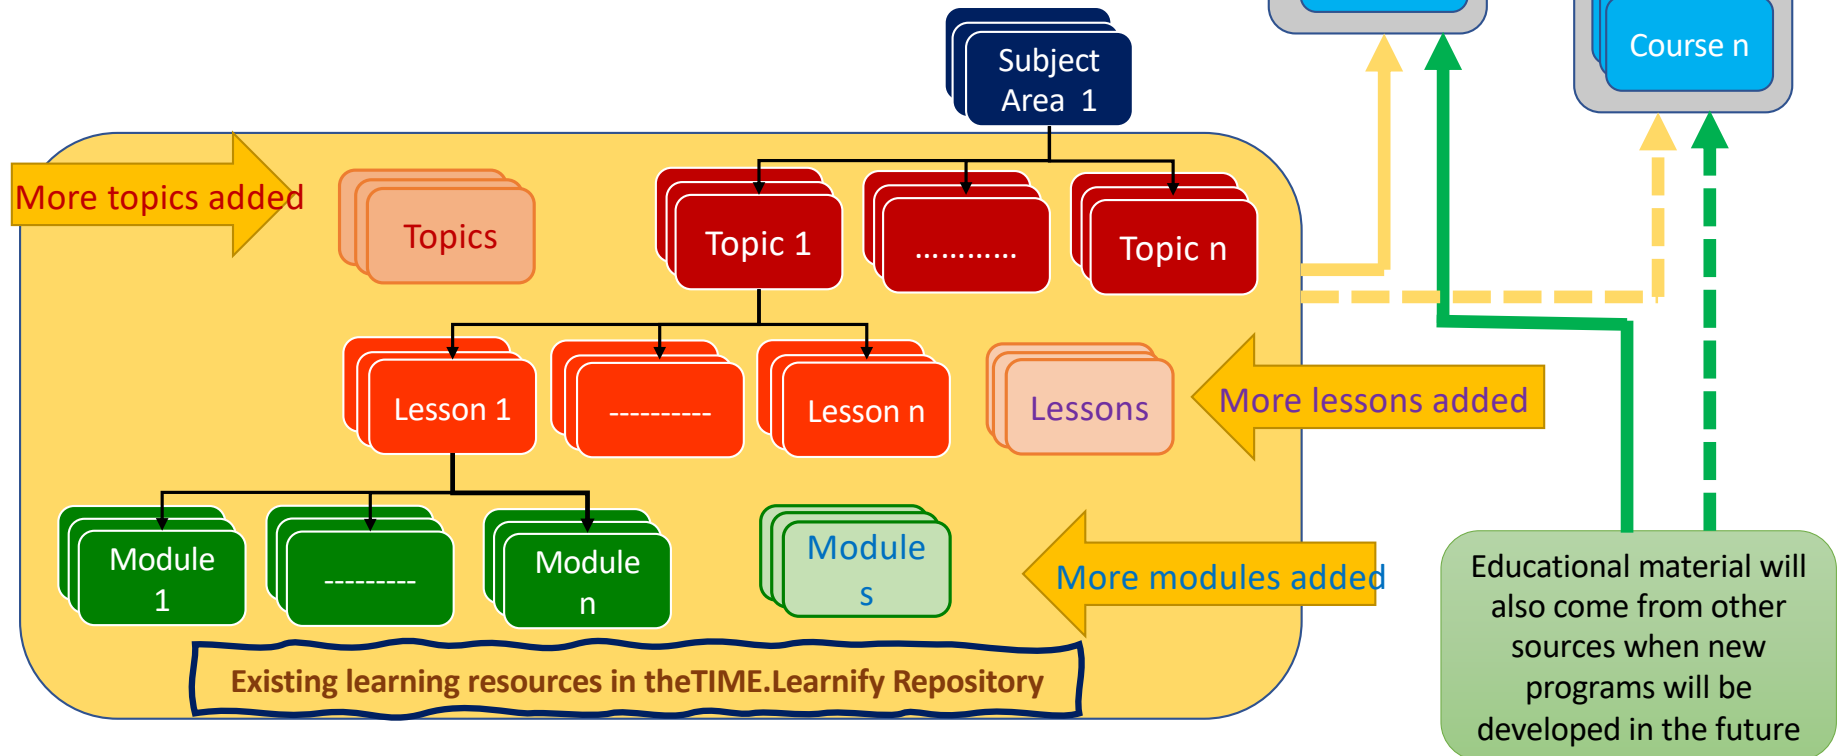 Course n
Subject
Area 1
More topics added
Topics
Topic 1
............
Topic n
Lesson 1
----------
Lesson n
Lessons
More lessons added
Module
1
---------
Module
n
Module
s
More modules added
Existing learning resources in theTIME.Learnify Repository
Educational material will
also come from other
sources when new
programs will be
developed in the future